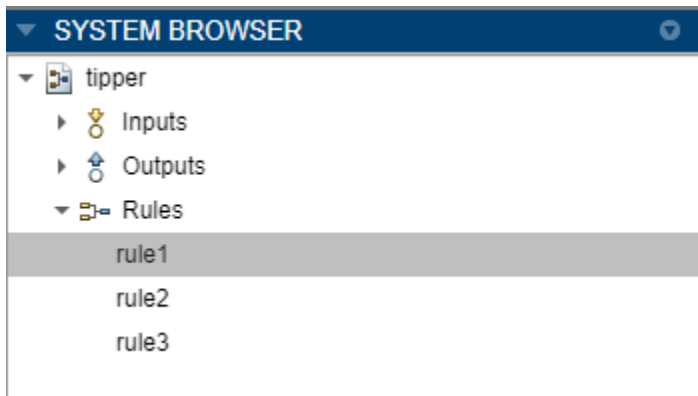 SYSTEM BROWSER
tipper
Inputs
Outputs
Rules
rule1
rule2
rule3